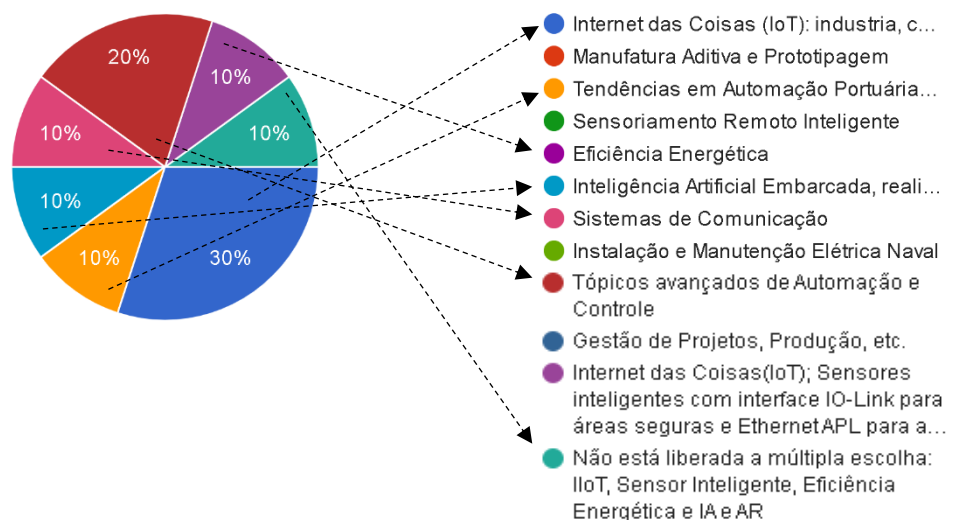 20%
10%
10%
10%
10%
10%
30%
Internet das Coisas (IoT): industria, c...
Manufatura Aditiva e Prototipagem
Tendências em Automação Portuária...
Sensoriamento Remoto Inteligente
Eficiência Energética
Inteligência Artificial Embarcada, reali...
Sistemas de Comunicação
Instalação e Manutenção Elétrica Naval
Tópicos avançados de Automação e
Controle
Gestão de Projetos, Produção, etc.
Internet das Coisas(IoT); Sensores
inteligentes com interface IO-Link para
áreas seguras e Ethernet APL para a...
Não está liberada a múltipla escolha:
IIoT, Sensor Inteligente, Eficiência
Energética e IA e AR